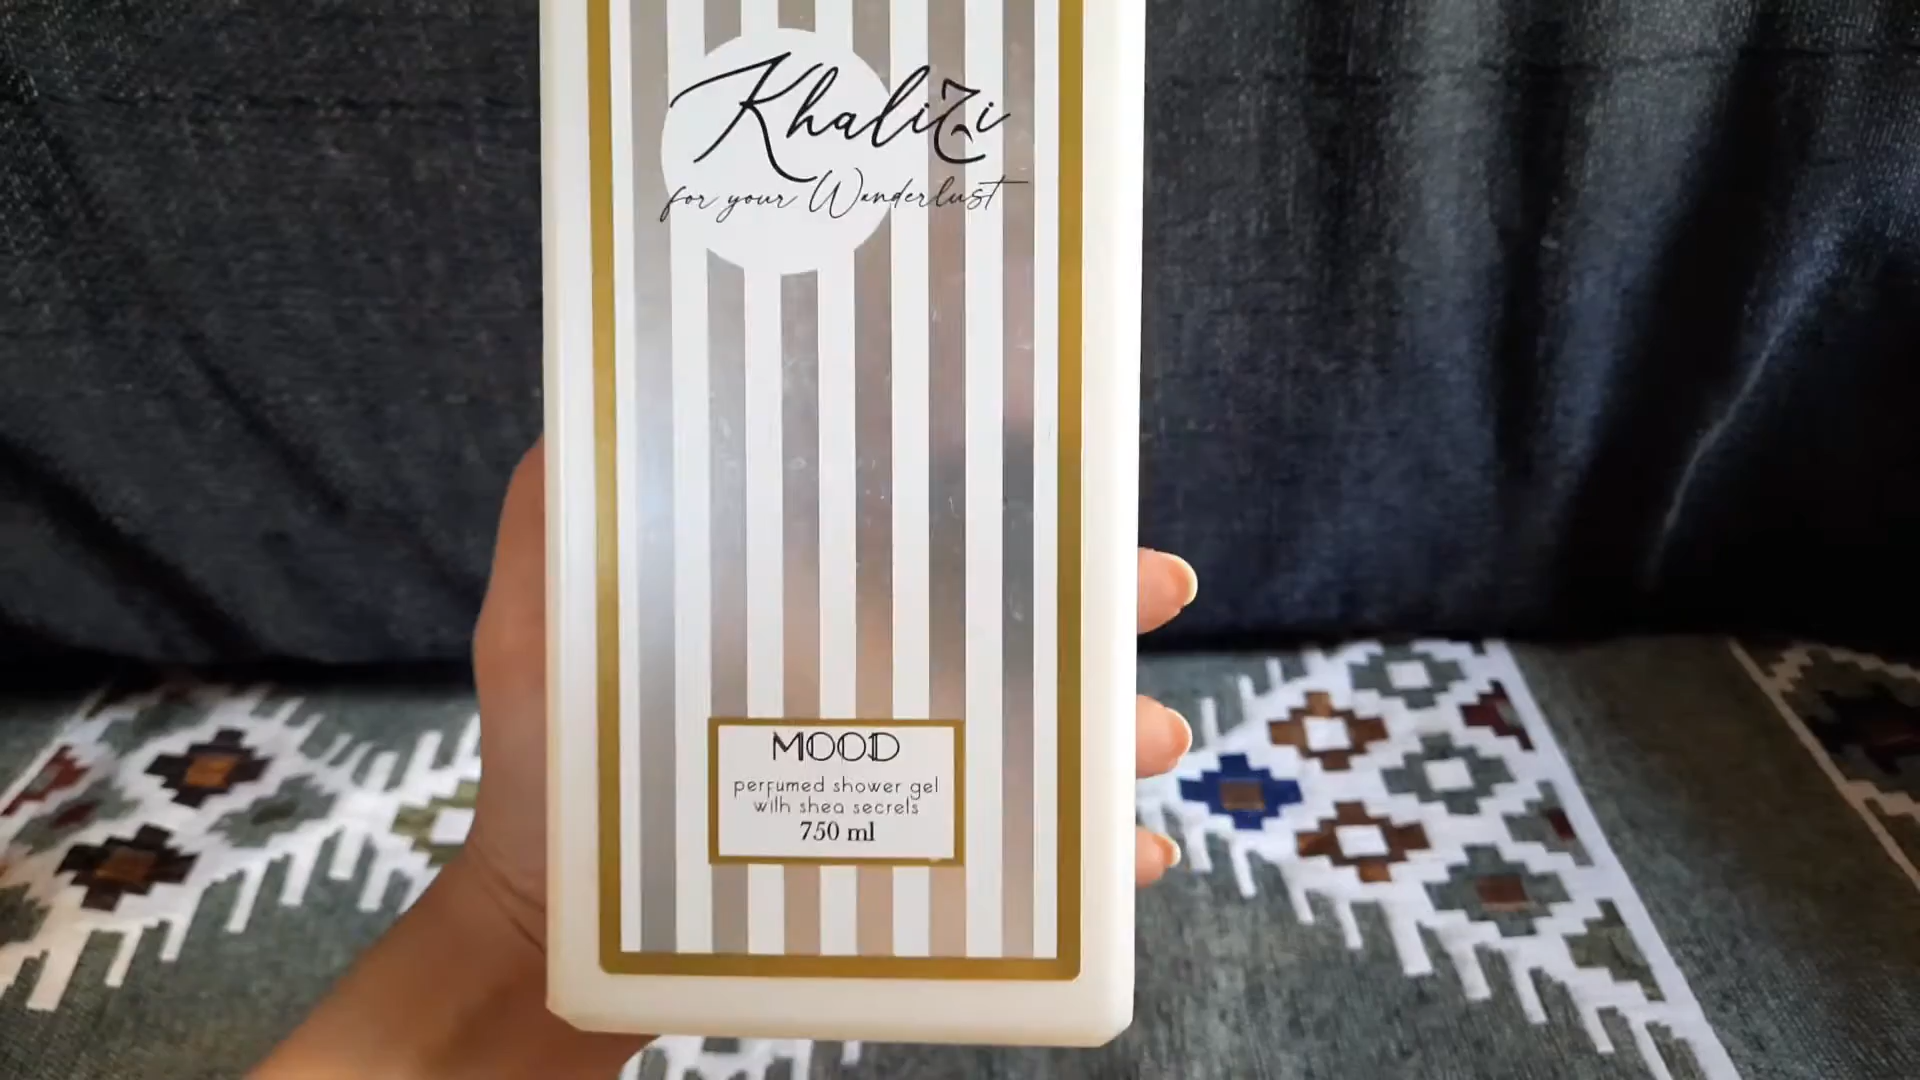 Khalizi
for your Wanderlust
MOOD
perfumed shower gel
with shea secrets
750 ml